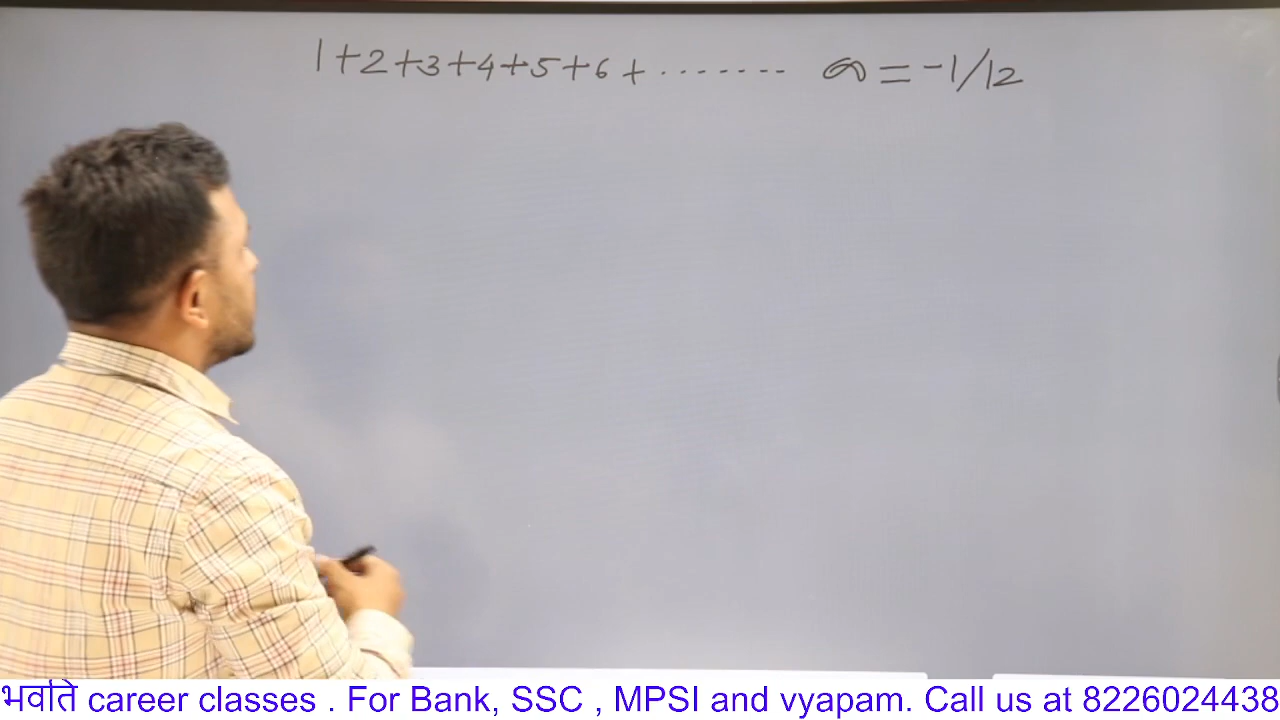 1+2+3+4+5+6+....... ∞ = -1/12
भवति career classes . For Bank, SSC , MPSI and vyapam. Call us at 8226024438